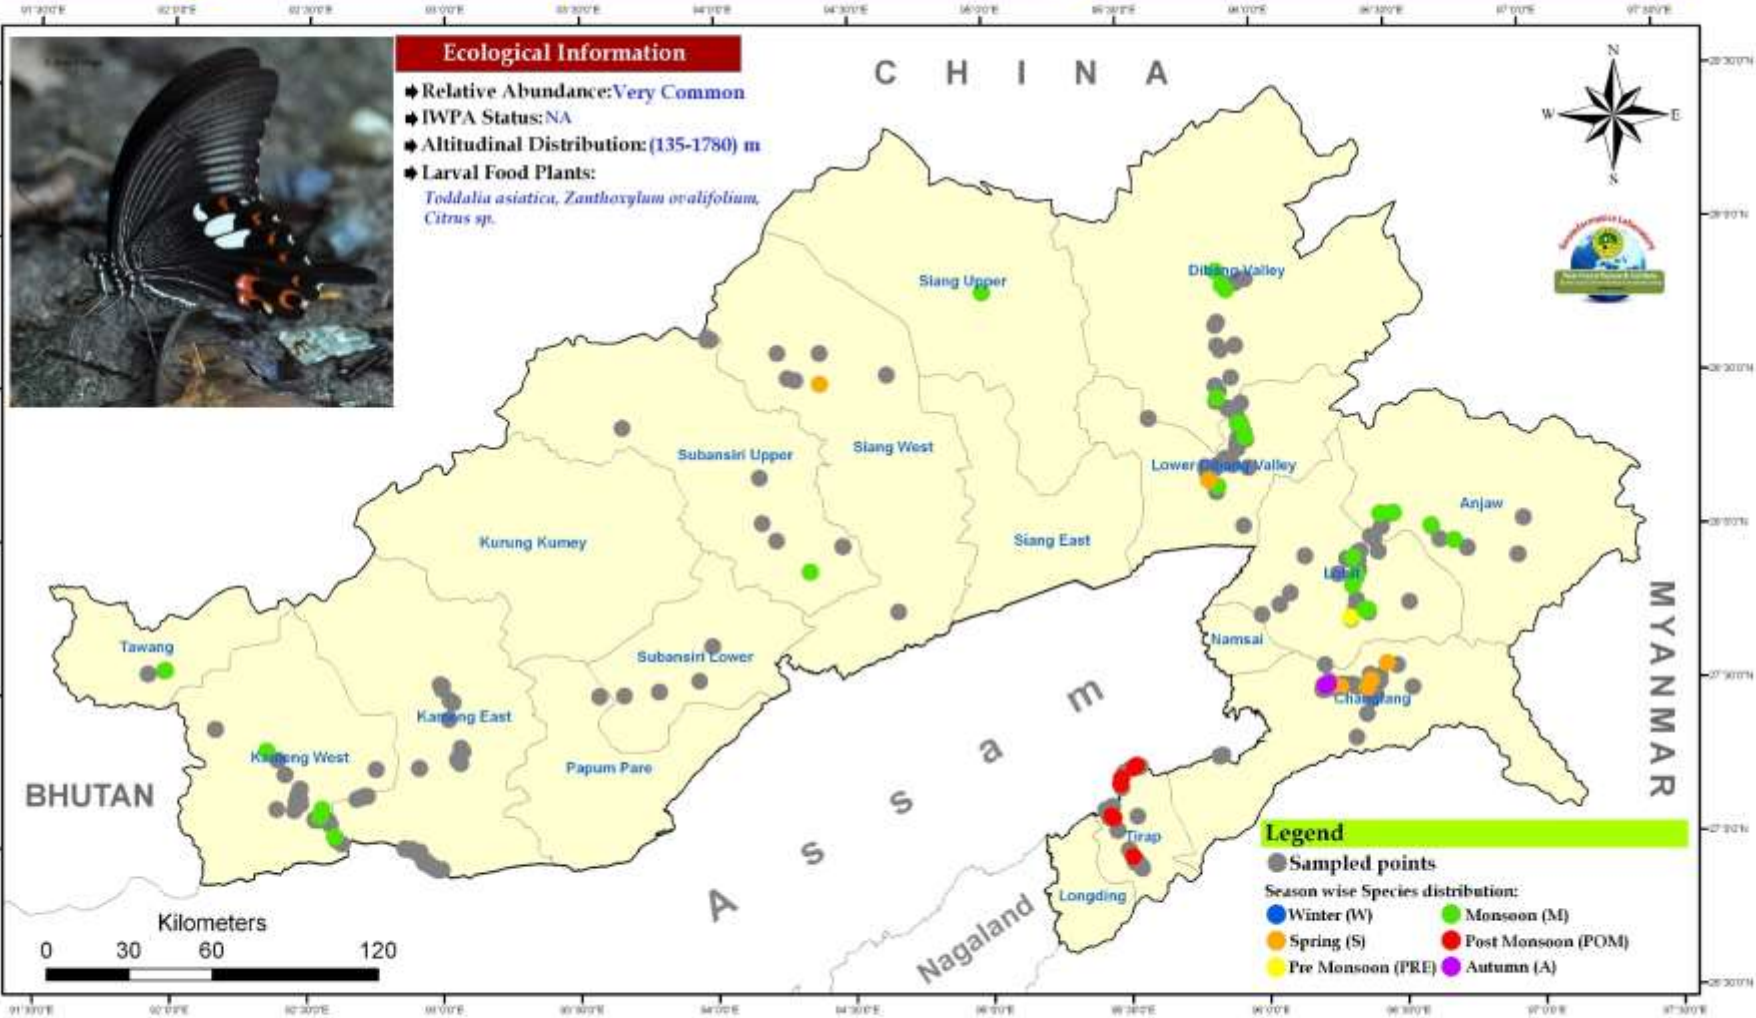 Ecological Information
Relative Abundance: Very Common
IWPA Status: NA
Altitudinal Distribution: (135-1780) m
Larval Food Plants:
Toddalia asiatica, Zanthoxylum ovalifolium,
Citrus sp.
C H I N A
N
W E
S
Siang Upper
Dibang Valley
Subansiri Upper
Siang West
Lower Dibang Valley
Anjaw
Kurung Kumey
Siang East
Lohit
Namsai
Tawang
Subansiri Lower
Changlang
Kameng East
Kameng West
Papum Pare
BHUTAN
MYANMAR
Assam
Tirap
Longding
Nagaland
Kilometers
0 30 60 120
Legend
Sampled points
Season wise Species distribution:
Winter (W)
Monsoon (M)
Spring (S)
Post Monsoon (POM)
Pre Monsoon (PRE)
Autumn (A)